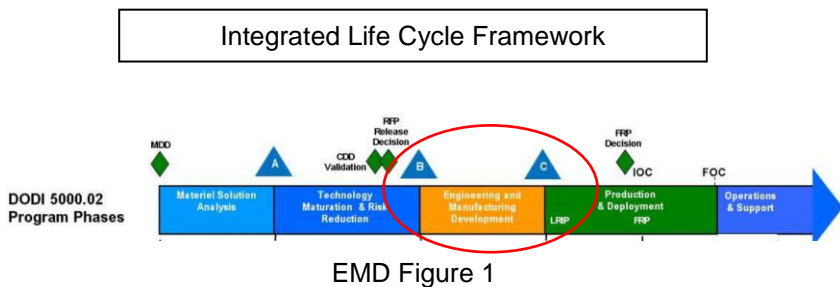 Integrated Life Cycle Framework
RFP
Release
Decision
MDD
A
CDD
Validation
B
C
FRP
Decision
IOC
FOC
DODI 5000.02
Program Phases
Materiel Solution
Analysis
Technology
Maturation & Risk
Reduction
Engineering and
Manufacturing
Development
Production
& Deployment
LRIP
FRP
Operations
& Support
EMD Figure 1